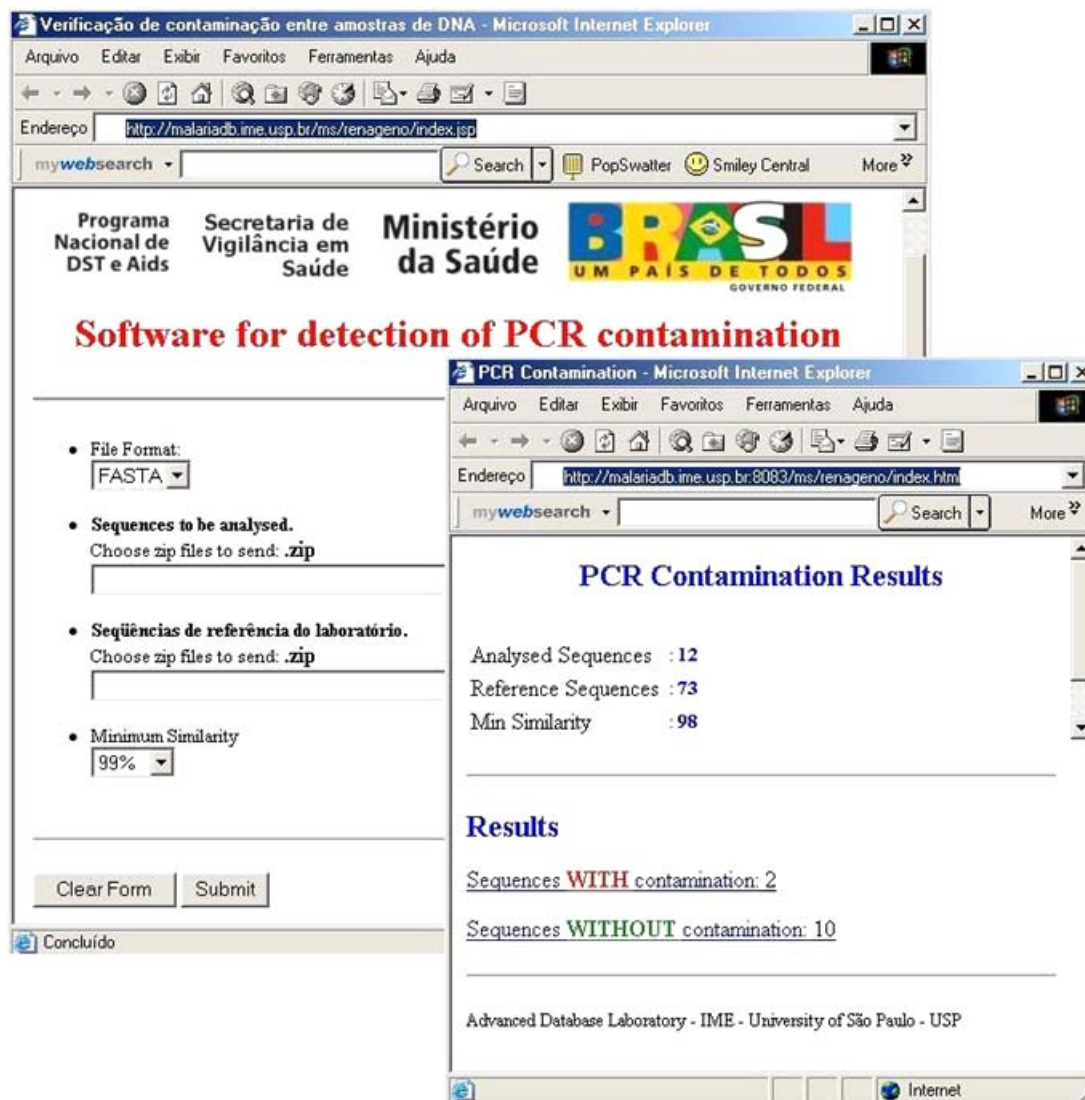 Verificação de contaminação entre amostras de DNA - Microsoft Internet Explorer
Arquivo Editar Exibir Favoritos Ferramentas Ajuda
Endereço http://malariadb.ime.usp.br/ms/renageno/index.jsp
mywebsearch Search PopSwatter Smiley Central More
Programa Nacional de DST e Aids
Secretaria de Vigilância em Saúde
Ministério da Saúde
BRASIL
UM PAÍS DE TODOS
GOVERNO FEDERAL
Software for detection of PCR contamination
File Format:
FASTA
Sequences to be analysed.
Choose zip files to send: .zip
Seqüências de referência do laboratório.
Choose zip files to send: .zip
Minimum Similarity
99%
Clear Form Submit
Concluído
PCR Contamination - Microsoft Internet Explorer
Arquivo Editar Exibir Favoritos Ferramentas Ajuda
Endereço http://malariadb.ime.usp.br:8083/ms/renageno/index.html
mywebsearch Search More
PCR Contamination Results
Analysed Sequences : 12
Reference Sequences : 73
Min Similarity : 98
Results
Sequences WITH contamination: 2
Sequences WITHOUT contamination: 10
Advanced Database Laboratory - IME - University of São Paulo - USP
Internet